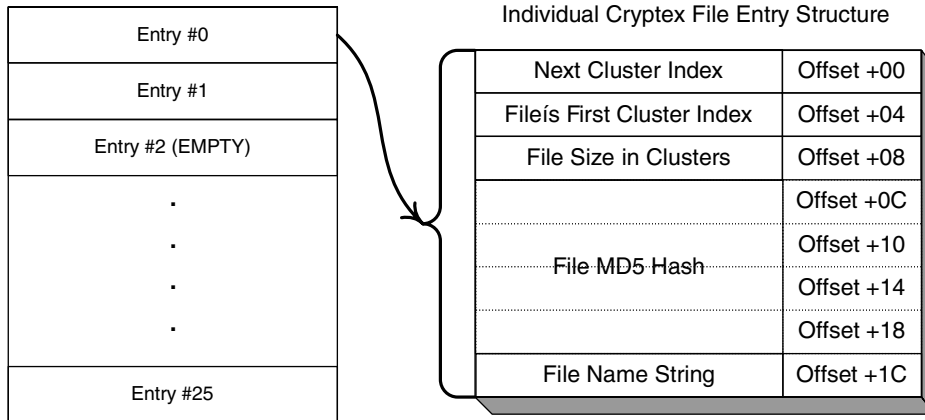 Individual Cryptex File Entry Structure
Entry #0
Entry #1
Entry #2 (EMPTY)
.
.
.
.
Entry #25
Next Cluster Index Offset +00
Fileís First Cluster Index Offset +04
File Size in Clusters Offset +08
Offset +0C
Offset +10
File MD5 Hash
Offset +14
Offset +18
File Name String Offset +1C